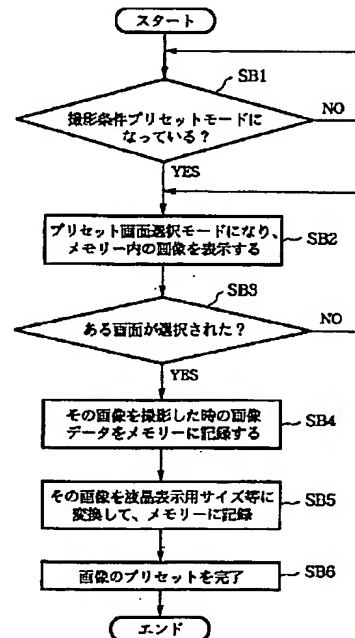 スタート
SB1
撮影条件プリセットモードに
なっている？
NO
YES
プリセット画面選択モードになり、
メモリー内の画像を表示する
SB2
SB3
ある画面が選択された？
NO
YES
その画像を撮影した時の画像
データをメモリーに記録する
SB4
その画像を液晶表示用サイズ等に
変換して、メモリーに記録
SB5
画像のプリセットを完了
SB6
エンド